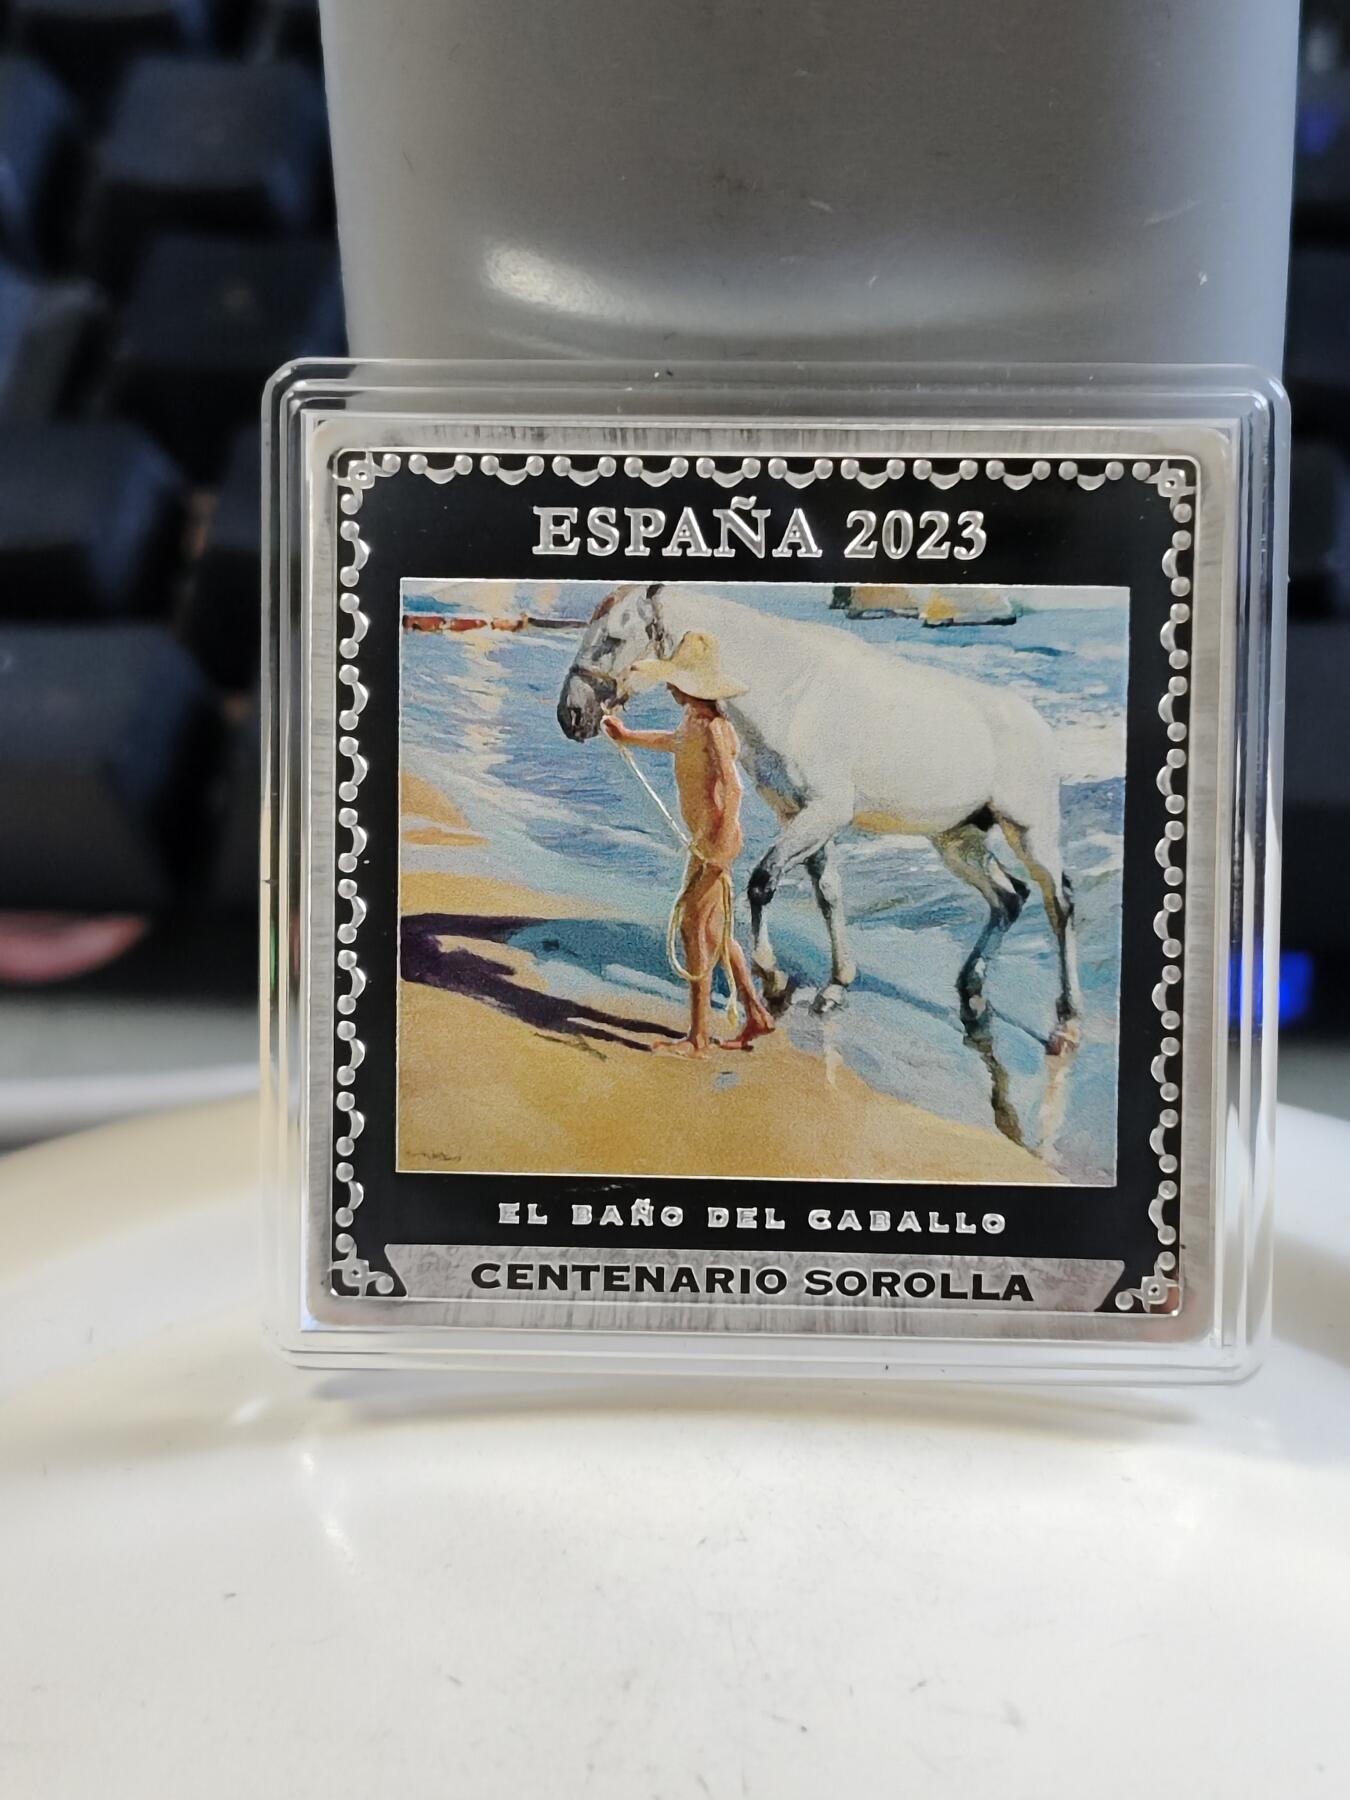 ESPAÑA 2023
EL BAÑO DEL CABALLO
CENTENARIO SOROLLA